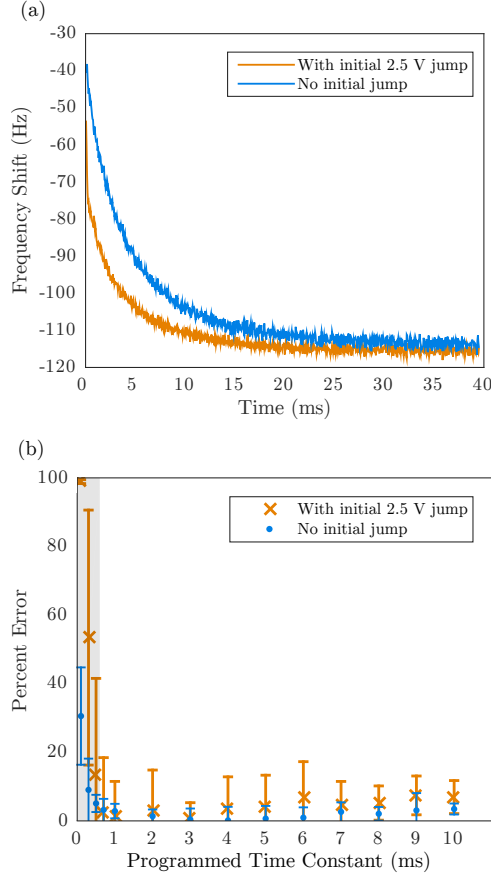 (a)
-30
-40
-50
-60
-70
-80
-90
-100
-110
-120
Frequency Shift (Hz)
With initial 2.5 V jump
No initial jump
0 5 10 15 20 25 30 35 40
Time (ms)
(b)
100
80
60
40
20
0
Percent Error
With initial 2.5 V jump
No initial jump
0 1 2 3 4 5 6 7 8 9 10
Programmed Time Constant (ms)